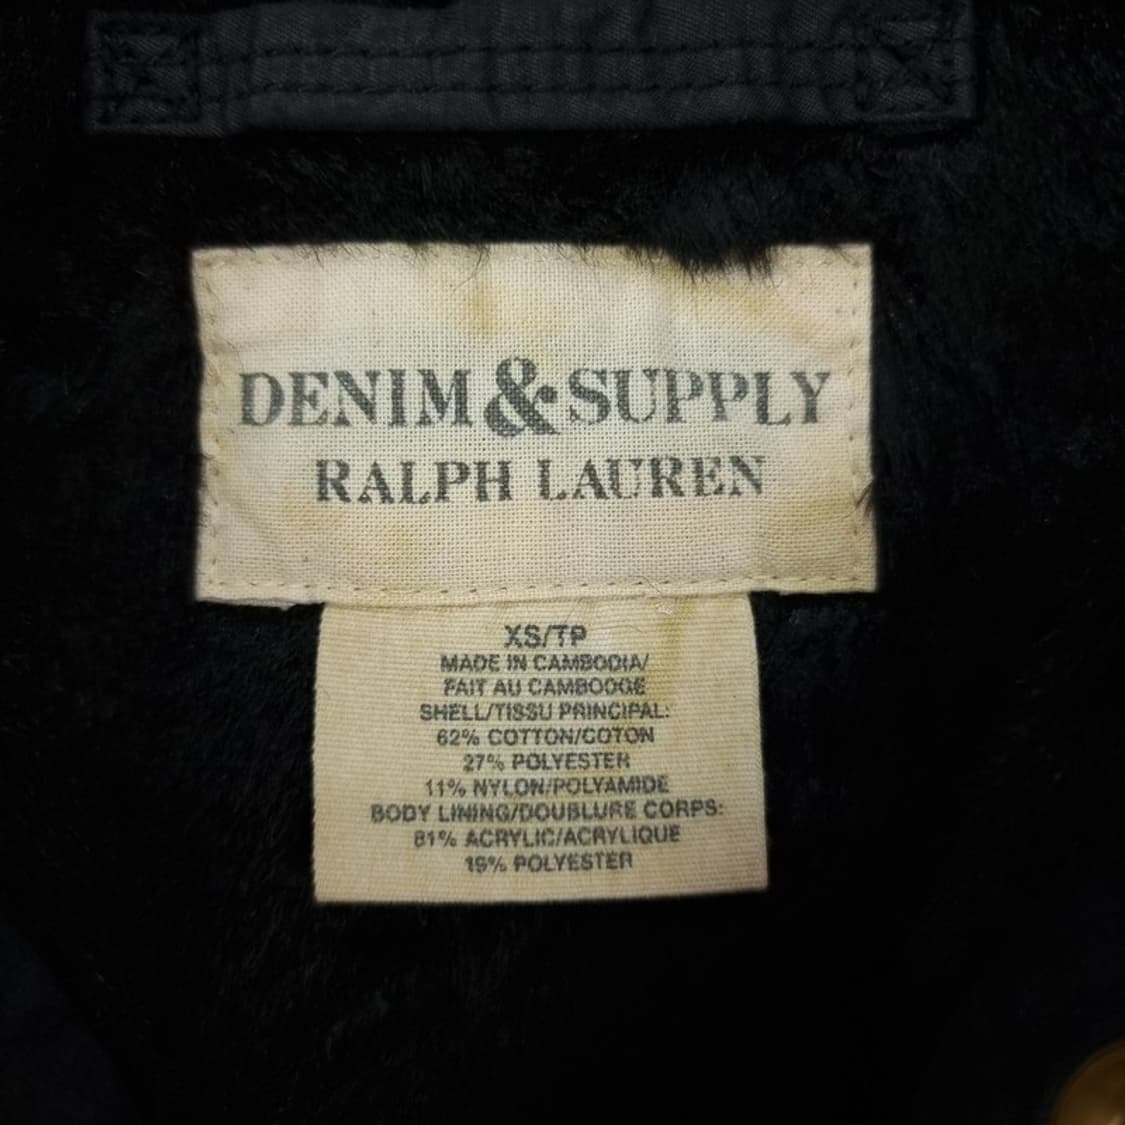 DENIM & SUPPLY
RALPH LAUREN
XS/TP
MADE IN CAMBODIA/
FAIT AU CAMBODGE
SHELL/TISSU PRINCIPAL:
62% COTTON/COTON
27% POLYESTER
11% NYLON/POLYAMIDE
BODY LINING/DOUBLURE CORPS:
81% ACRYLIC/ACRYLIQUE
19% POLYESTER